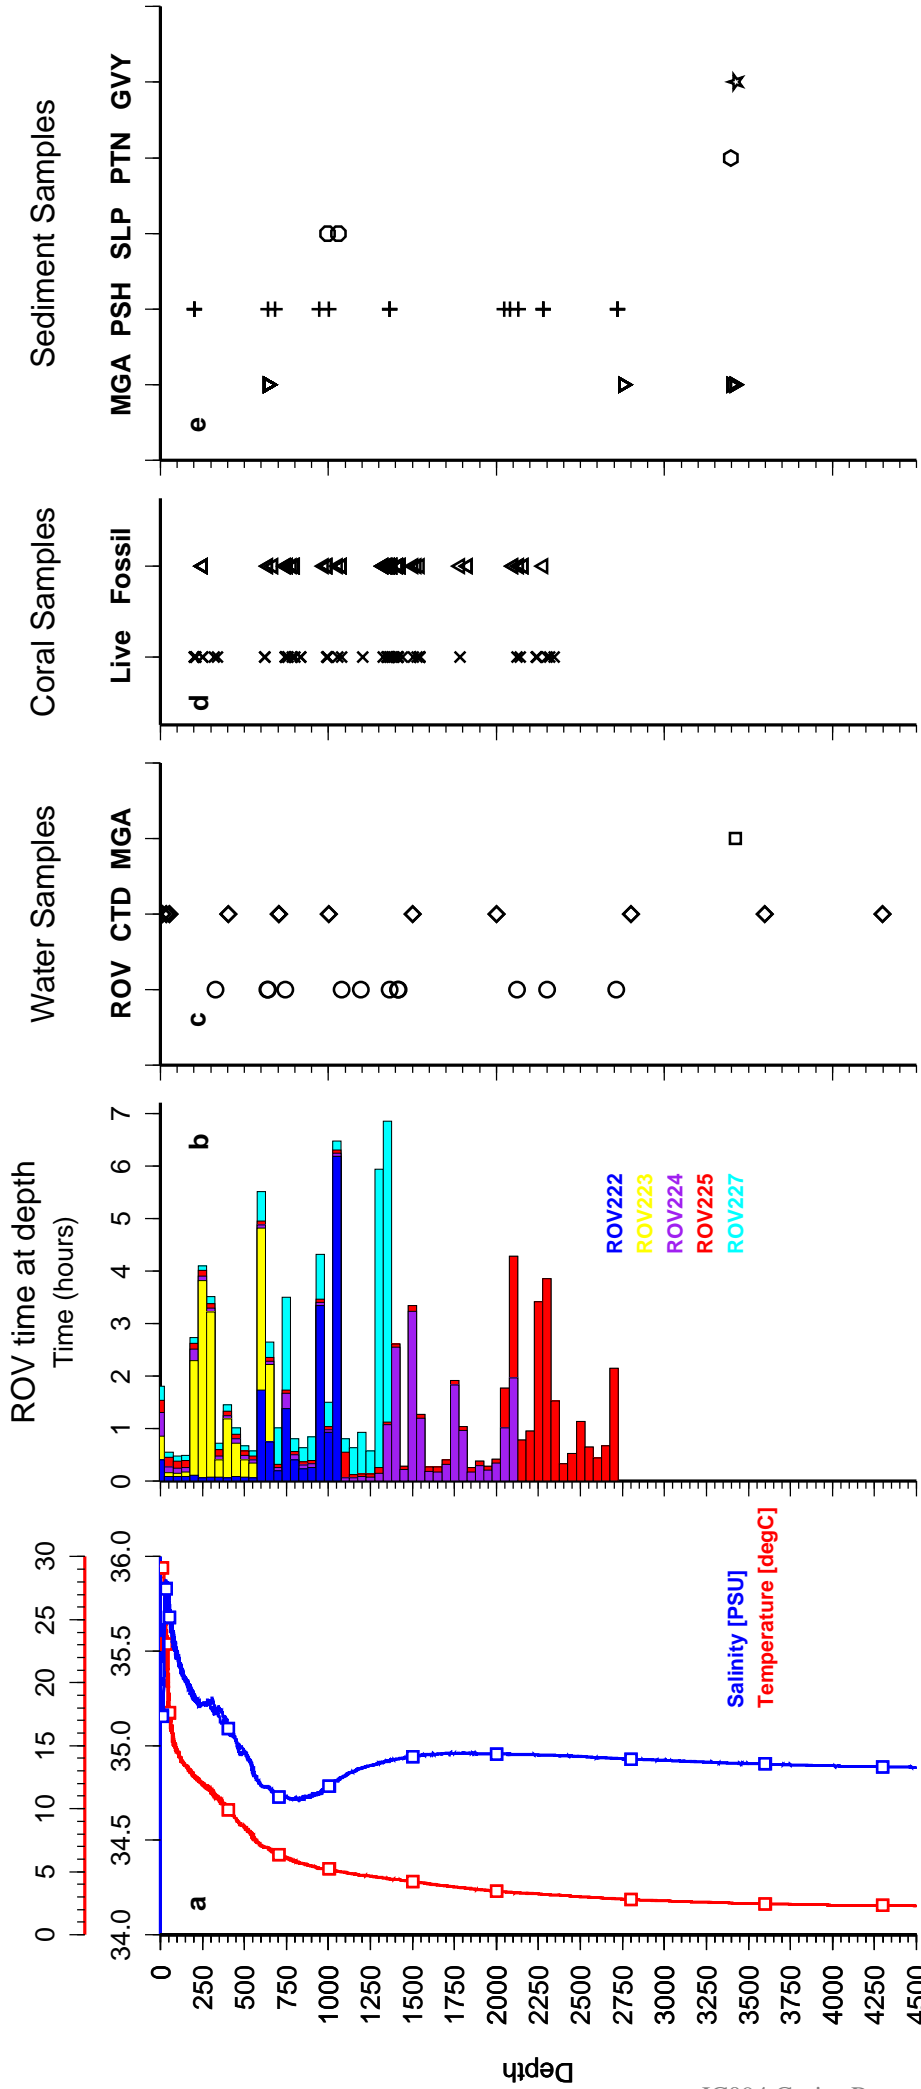 Depth
0
250
500
750
1000
1250
1500
1750
2000
2250
2500
2750
3000
3250
3500
3750
4000
4250
4500
0 5 10 15 20 25 30
34.0 34.5 35.0 35.5 36.0
a
Salinity [PSU]
Temperature [degC]
ROV time at depth
Time (hours)
0 1 2 3 4 5 6 7
b
ROV222
ROV223
ROV224
ROV225
ROV227
Water Samples
ROV CTD MGA
c
Coral Samples
Live Fossil
d
Sediment Samples
MGA PSH SLP PTN GVY
e